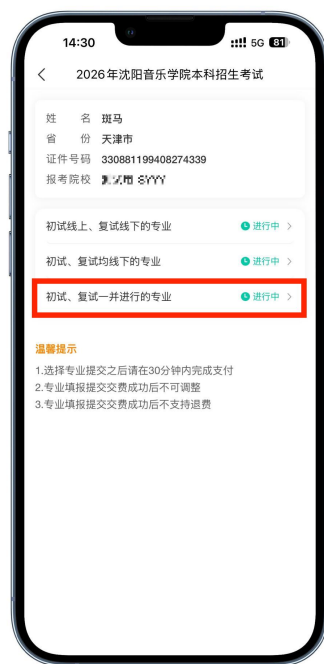 14:30
5G 81
2026年沈阳音乐学院本科招生考试
姓 名 斑马
省 份 天津市
证件号码 330881199408274339
报考院校
初试线上、复试线下的专业 进行中
初试、复试均线下的专业 进行中
初试、复试一并进行的专业 进行中
温馨提示
1.选择专业提交之后请在30分钟内完成支付
2.专业填报提交交费成功后不可调整
3.专业填报提交交费成功后不支持退费